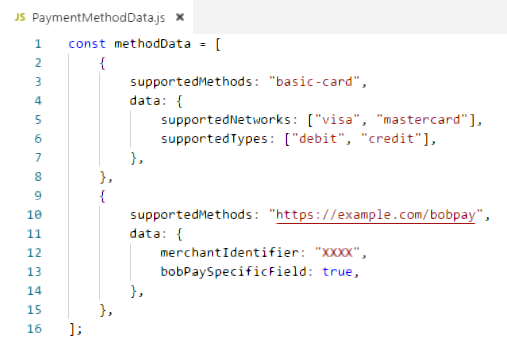 JS PaymentMethodData.js ×
1 const methodData = [
2 {
3 supportedMethods: "basic-card",
4 data: {
5 supportedNetworks: ["visa", "mastercard"],
6 supportedTypes: ["debit", "credit"],
7 },
8 },
9 {
10 supportedMethods: "https://example.com/bobpay",
11 data: {
12 merchantIdentifier: "XXXX",
13 bobPaySpecificField: true,
14 },
15 },
16 ];